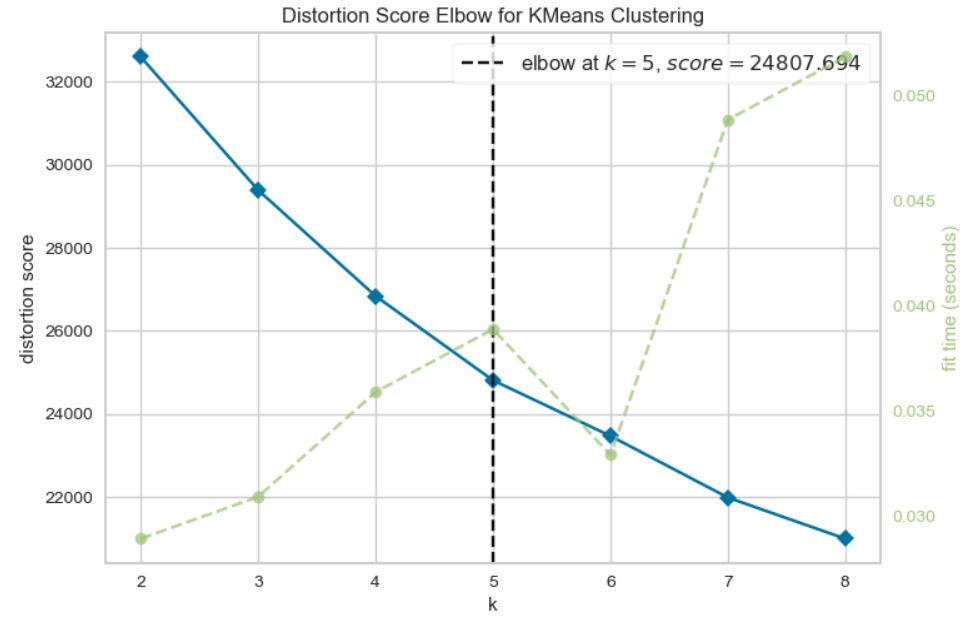 Distortion Score Elbow for KMeans Clustering
elbow at k = 5, score = 24807.694
distortion score
32000
30000
28000
26000
24000
22000
0.050
0.045
0.040
0.035
0.030
fit time (seconds)
2 3 4 5 6 7 8
k